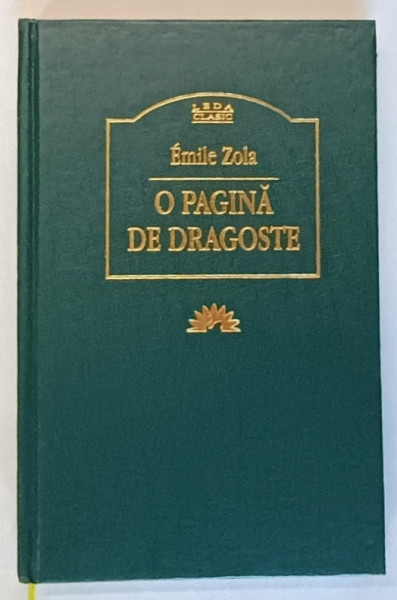 LEDA
CLASIC
Émile Zola
O PAGINĂ
DE DRAGOSTE